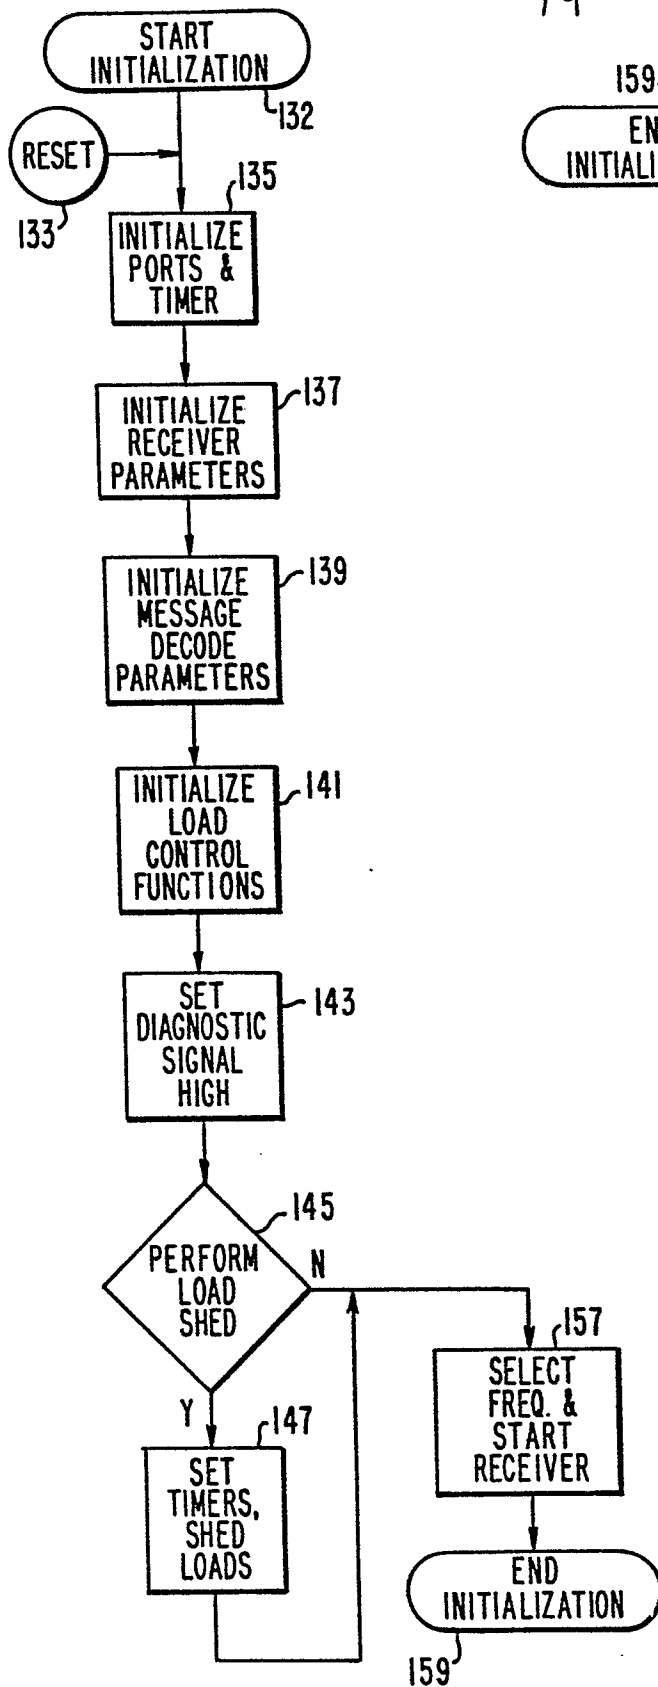 START
INITIALIZATION
132
RESET
133
135
INITIALIZE
PORTS &
TIMER
137
INITIALIZE
RECEIVER
PARAMETERS
139
INITIALIZE
MESSAGE
DECODE
PARAMETERS
141
INITIALIZE
LOAD
CONTROL
FUNCTIONS
143
SET
DIAGNOSTIC
SIGNAL
HIGH
145
PERFORM
LOAD
SHED
N
Y
147
SET
TIMERS,
SHED
LOADS
157
SELECT
FREQ. &
START
RECEIVER
END
INITIALIZATION
159
159